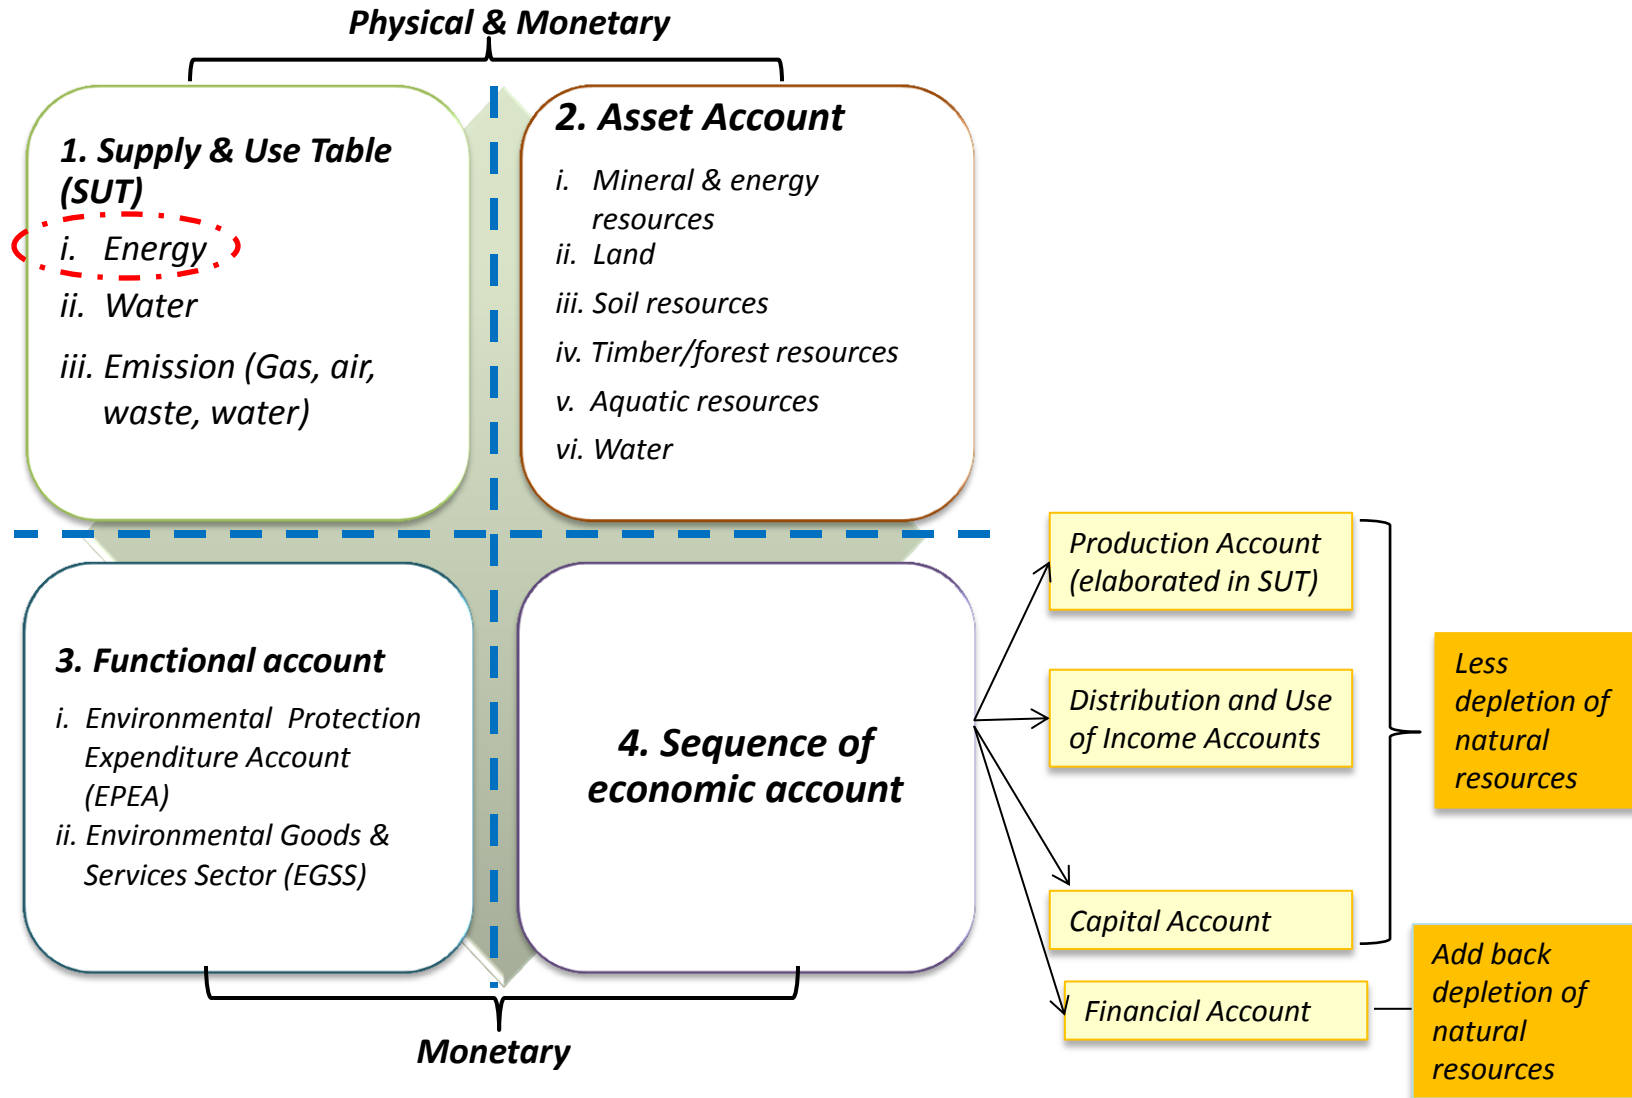 Physical & Monetary
1. Supply & Use Table
(SUT)
i. Energy
ii. Water
iii. Emission (Gas, air,
waste, water)
2. Asset Account
i. Mineral & energy
resources
ii. Land
iii. Soil resources
iv. Timber/forest resources
v. Aquatic resources
vi. Water
3. Functional account
i. Environmental Protection
Expenditure Account
(EPEA)
ii. Environmental Goods &
Services Sector (EGSS)
4. Sequence of
economic account
Monetary
Production Account
(elaborated in SUT)
Distribution and Use
of Income Accounts
Capital Account
Financial Account
Less
depletion of
natural
resources
Add back
depletion of
natural
resources